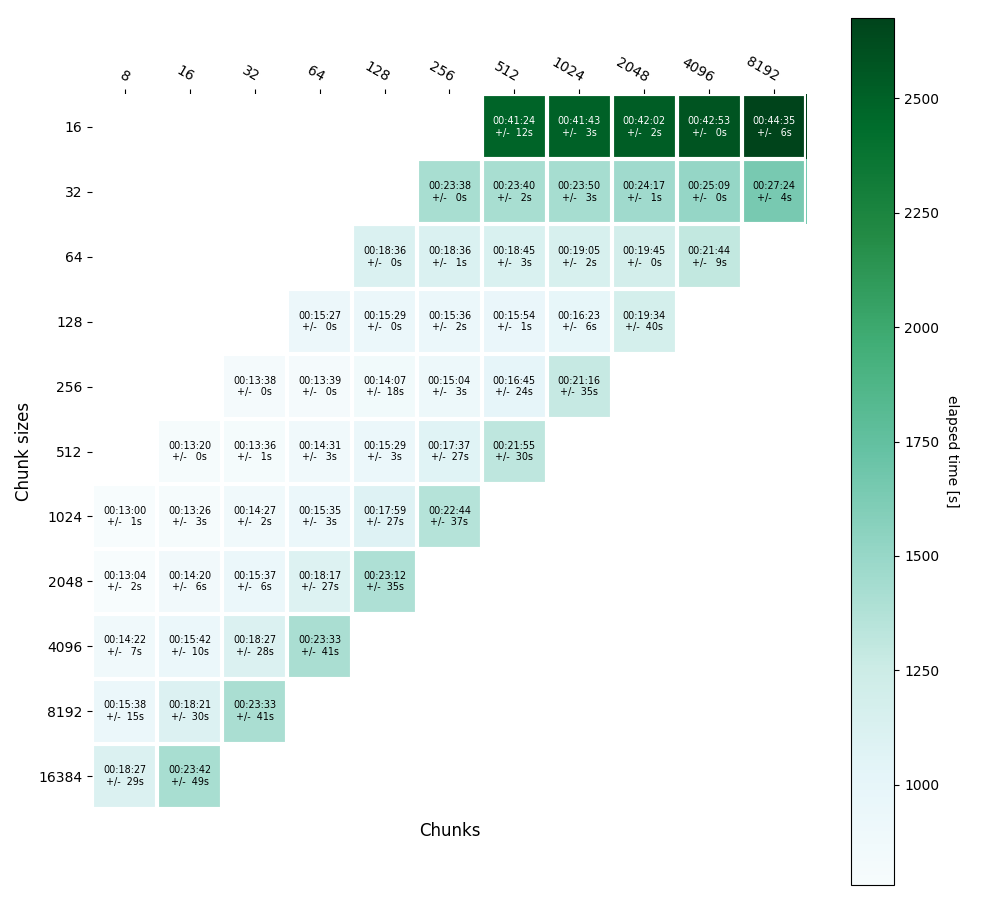 8 16 32 64 128 256 512 1024 2048 4096 8192
16 00:41:24 00:41:43 00:42:02 00:42:53 00:44:35
+/- 12s +/- 3s +/- 2s +/- 0s +/- 6s
32 00:23:38 00:23:40 00:23:50 00:24:17 00:25:09 00:27:24
+/- 0s +/- 2s +/- 3s +/- 1s +/- 0s +/- 4s
64 00:18:36 00:18:36 00:18:45 00:19:05 00:19:45 00:21:44
+/- 0s +/- 1s +/- 3s +/- 2s +/- 0s +/- 9s
128 00:15:27 00:15:29 00:15:36 00:15:54 00:16:23 00:19:34
+/- 0s +/- 0s +/- 2s +/- 1s +/- 6s +/- 40s
256 00:13:38 00:13:39 00:14:07 00:15:04 00:16:45 00:21:16
+/- 0s +/- 0s +/- 18s +/- 3s +/- 24s +/- 35s
512 00:13:20 00:13:36 00:14:31 00:15:29 00:17:37 00:21:55
+/- 0s +/- 1s +/- 3s +/- 3s +/- 27s +/- 30s
1024 00:13:00 00:13:26 00:14:27 00:15:35 00:17:59 00:22:44
+/- 1s +/- 3s +/- 2s +/- 3s +/- 27s +/- 37s
2048 00:13:04 00:14:20 00:15:37 00:18:17 00:23:12
+/- 2s +/- 6s +/- 6s +/- 27s +/- 35s
4096 00:14:22 00:15:42 00:18:27 00:23:33
+/- 7s +/- 10s +/- 28s +/- 41s
8192 00:15:38 00:18:21 00:23:33
+/- 15s +/- 30s +/- 41s
16384 00:18:27 00:23:42
+/- 29s +/- 49s
Chunk sizes
Chunks
2500
2250
2000
1750
1500
1250
1000
elapsed time [s]